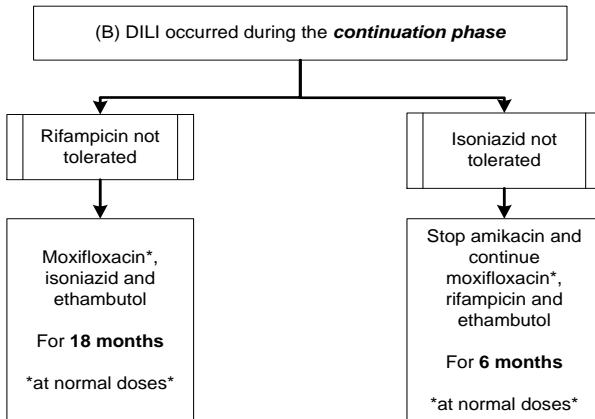 (B) DILI occurred during the continuation phase
Rifampicin not
tolerated
Isoniazid not
tolerated
Moxifloxacin*,
isoniazid and
ethambutol
For 18 months
*at normal doses*
Stop amikacin and
continue
moxifloxacin*,
rifampicin and
ethambutol
For 6 months
*at normal doses*